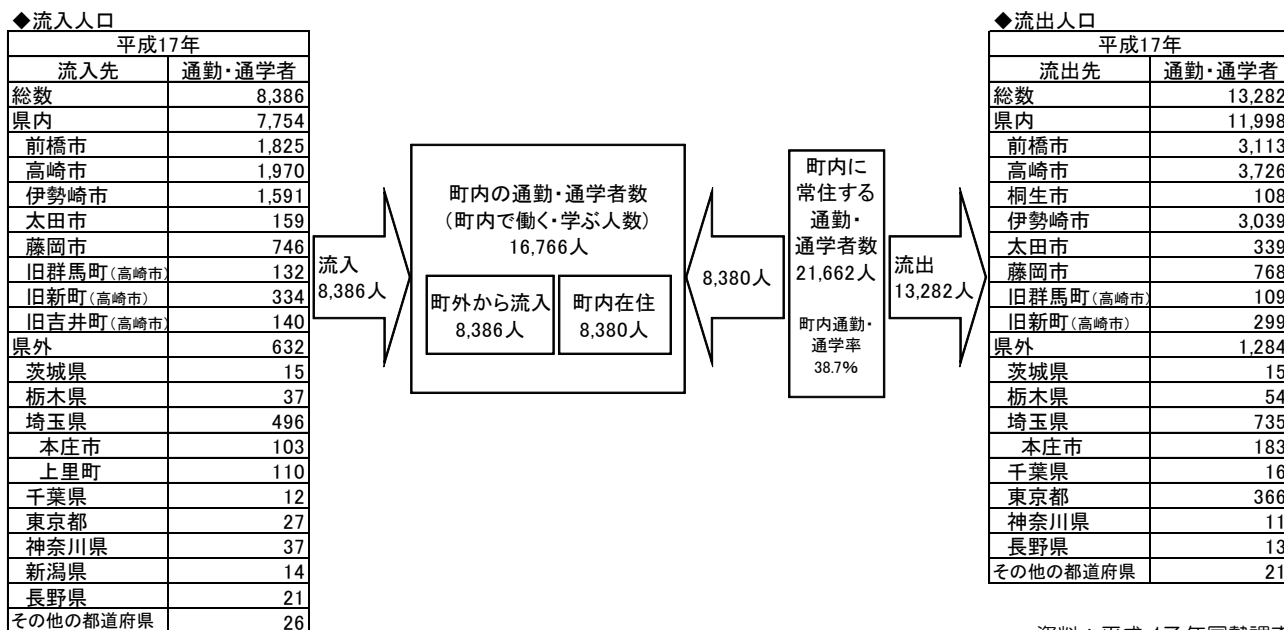 ◆流入人口
平成17年
流入先 通勤・通学者
総数 8,386
県内 7,754
前橋市 1,825
高崎市 1,970
伊勢崎市 1,591
太田市 159
藤岡市 746
旧群馬町(高崎市) 132
旧新町(高崎市) 334
旧吉井町(高崎市) 140
県外 632
茨城県 15
栃木県 37
埼玉県 496
本庄市 103
上里町 110
千葉県 12
東京都 27
神奈川県 37
新潟県 14
長野県 21
その他の都道府県 26
流入
8,386人
町内の通勤・通学者数
(町内で働く・学ぶ人数)
16,766人
町外から流入
8,386人
町内在住
8,380人
8,380人
町内に
常住する
通勤・
通学者数
21,662人
町内通勤・
通学率
38.7%
流出
13,282人
◆流出人口
平成17年
流出先 通勤・通学者
総数 13,282
県内 11,998
前橋市 3,113
高崎市 3,726
桐生市 108
伊勢崎市 3,039
太田市 339
藤岡市 768
旧群馬町(高崎市) 109
旧新町(高崎市) 299
県外 1,284
茨城県 15
栃木県 54
埼玉県 735
本庄市 183
千葉県 16
東京都 366
神奈川県 11
長野県 13
その他の都道府県 21